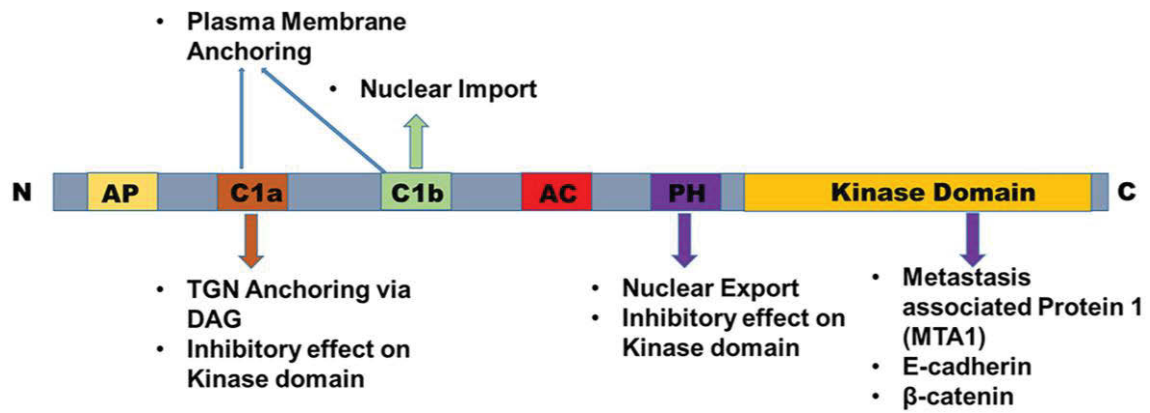 • Plasma Membrane
Anchoring
• Nuclear Import
N AP C1a C1b AC PH Kinase Domain C
• TGN Anchoring via
DAG
• Inhibitory effect on
Kinase domain
• Nuclear Export
• Inhibitory effect on
Kinase domain
• Metastasis
associated Protein 1
(MTA1)
• E-cadherin
• β-catenin